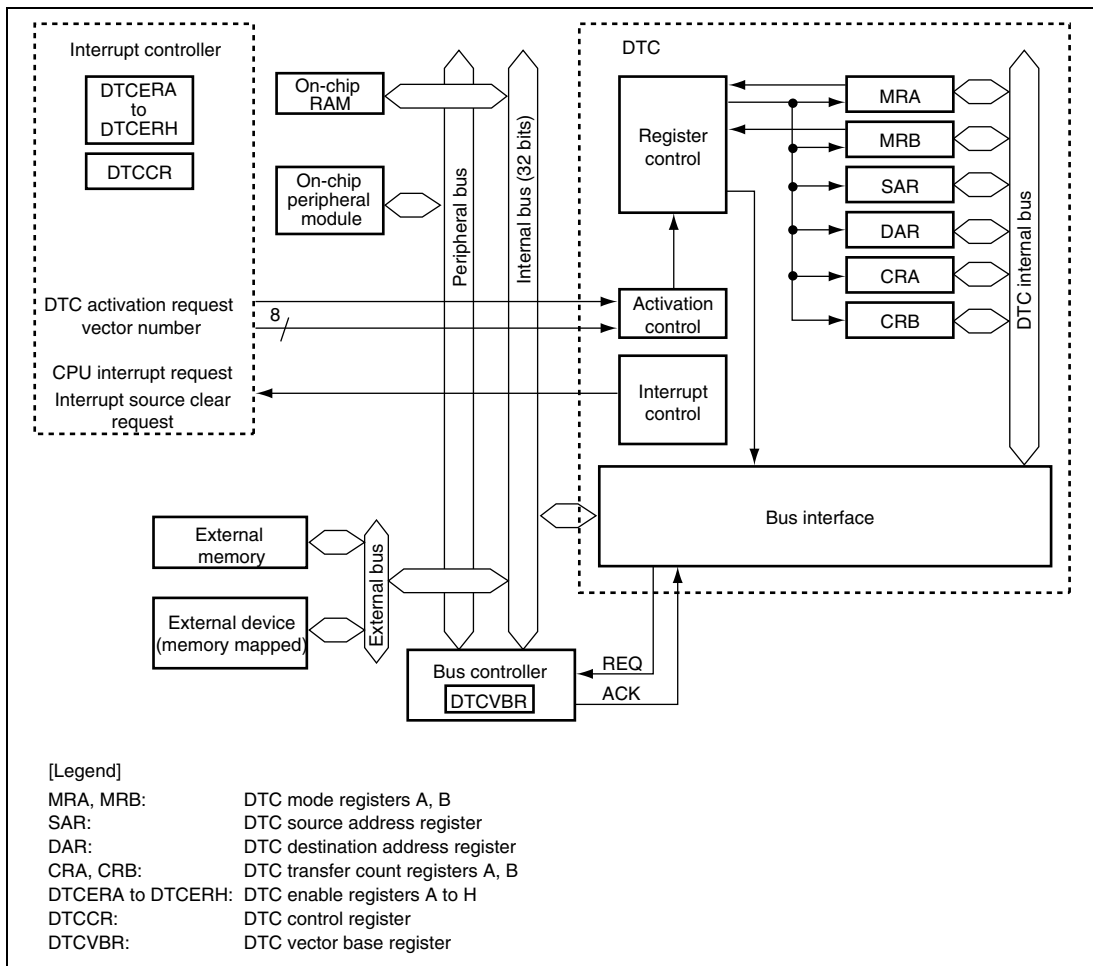 Interrupt controller
DTCERA
to
DTCERH
DTCCR
DTC activation request
vector number
8
CPU interrupt request
Interrupt source clear
request
On-chip
RAM
On-chip
peripheral
module
Peripheral bus
Internal bus (32 bits)
DTC
Register
control
Activation
control
Interrupt
control
MRA
MRB
SAR
DAR
CRA
CRB
DTC internal bus
Bus interface
External
memory
External device
(memory mapped)
External bus
Bus controller
DTCVBR
REQ
ACK
[Legend]
MRA, MRB: DTC mode registers A, B
SAR: DTC source address register
DAR: DTC destination address register
CRA, CRB: DTC transfer count registers A, B
DTCERA to DTCERH: DTC enable registers A to H
DTCCR: DTC control register
DTCVBR: DTC vector base register